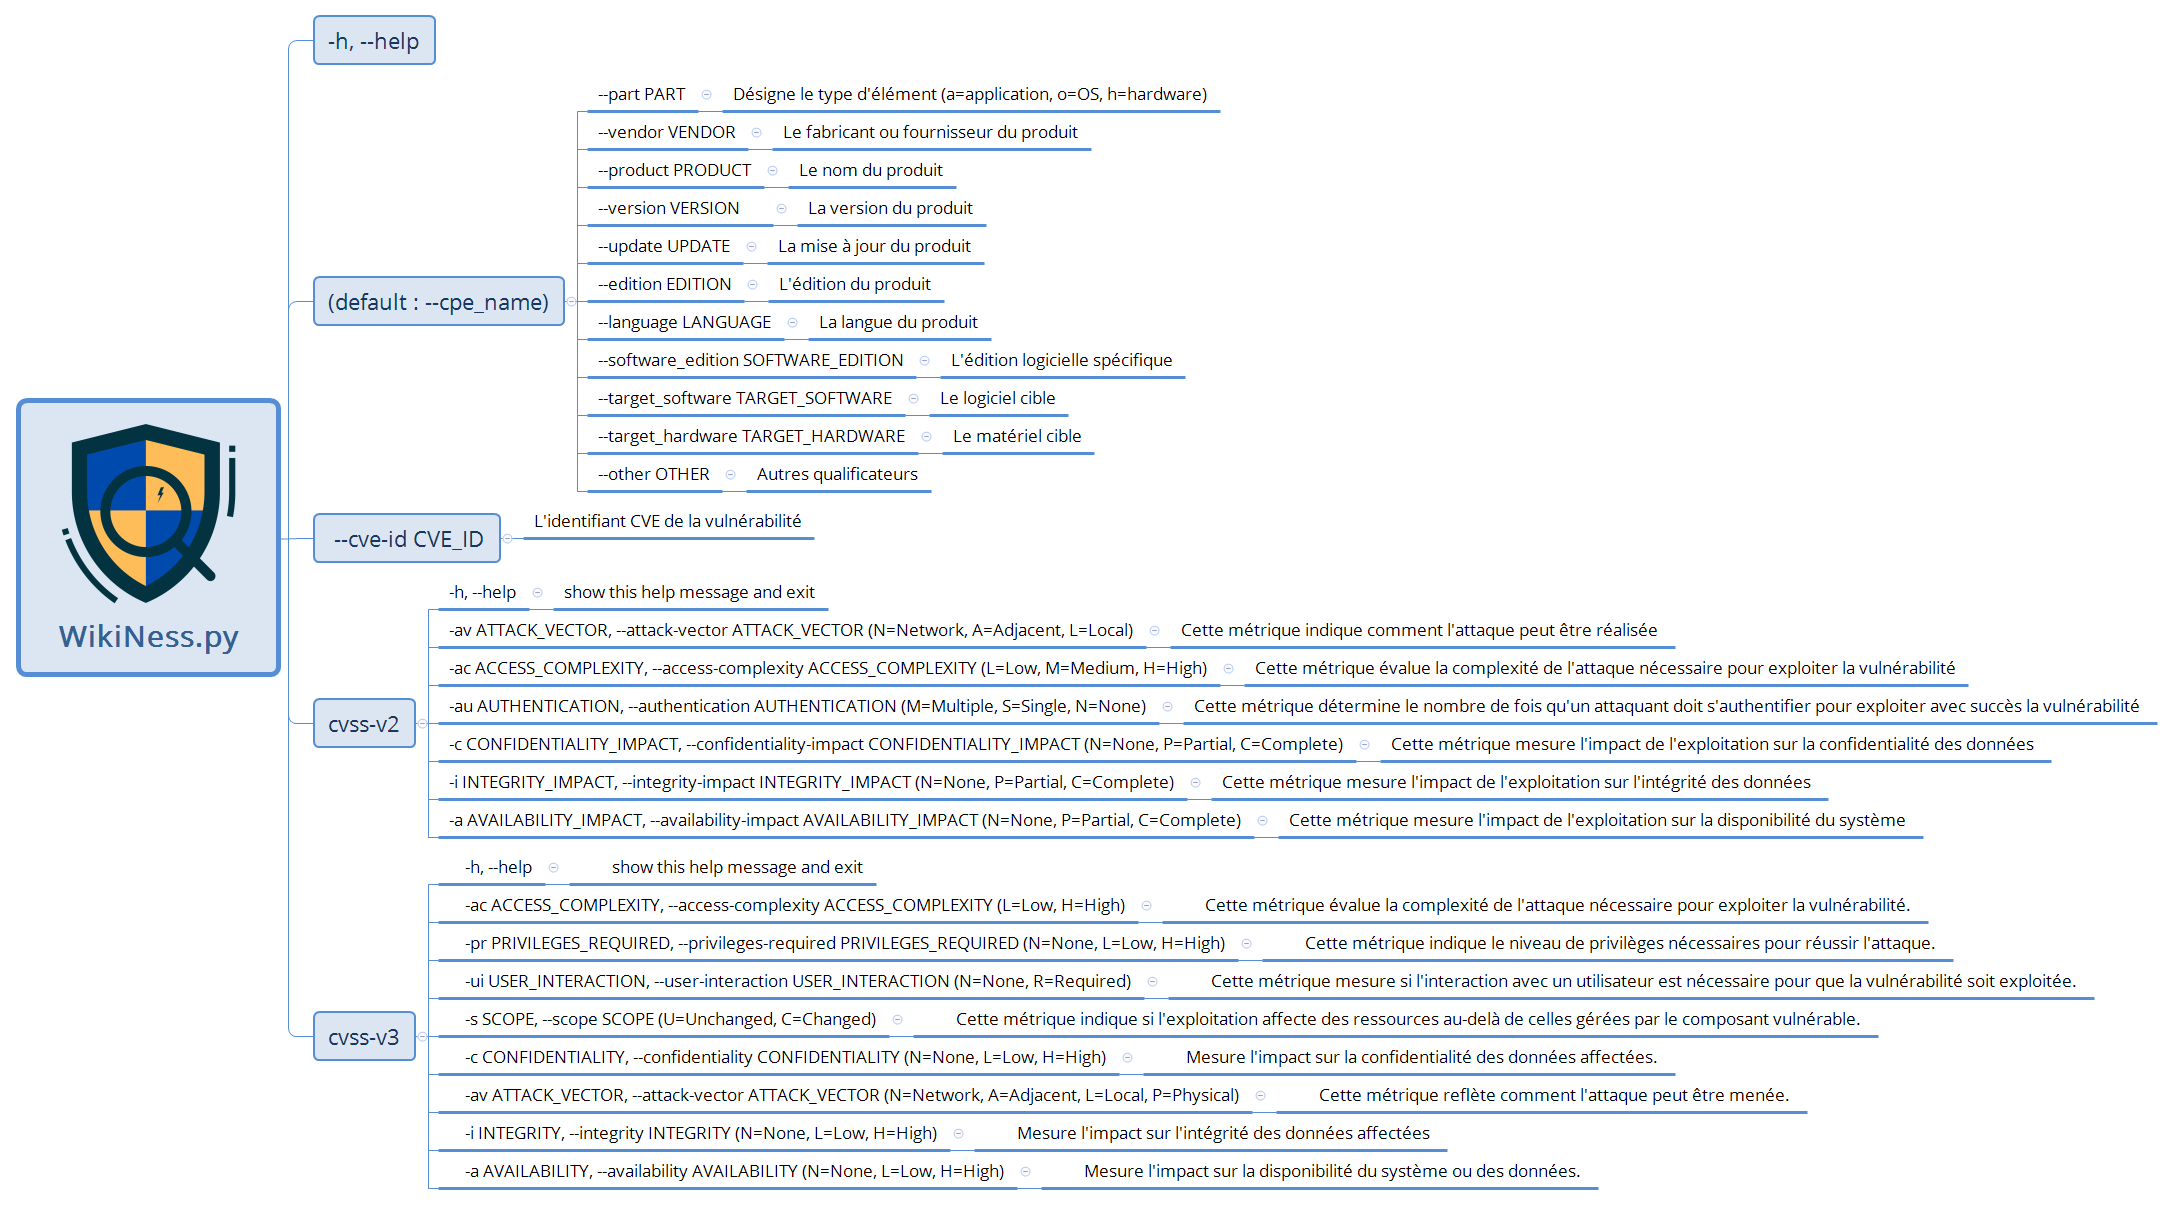 -h, --help
--part PART Désigne le type d'élément (a=application, o=OS, h=hardware)
--vendor VENDOR Le fabricant ou fournisseur du produit
--product PRODUCT Le nom du produit
--version VERSION La version du produit
--update UPDATE La mise à jour du produit
--edition EDITION L'édition du produit
(default : --cpe_name)
--language LANGUAGE La langue du produit
--software_edition SOFTWARE_EDITION L'édition logicielle spécifique
--target_software TARGET_SOFTWARE Le logiciel cible
--target_hardware TARGET_HARDWARE Le matériel cible
--other OTHER Autres qualificateurs
--cve-id CVE_ID L'identifiant CVE de la vulnérabilité
WikiNess.py
cvss-v2
-h, --help show this help message and exit
-av ATTACK_VECTOR, --attack-vector ATTACK_VECTOR (N=Network, A=Adjacent, L=Local) Cette métrique indique comment l'attaque peut être réalisée
-ac ACCESS_COMPLEXITY, --access-complexity ACCESS_COMPLEXITY (L=Low, M=Medium, H=High) Cette métrique évalue la complexité de l'attaque nécessaire pour exploiter la vulnérabilité
-au AUTHENTICATION, --authentication AUTHENTICATION (M=Multiple, S=Single, N=None) Cette métrique détermine le nombre de fois qu'un attaquant doit s'authentifier pour exploiter avec succès la vulnérabilité
-c CONFIDENTIALITY_IMPACT, --confidentiality-impact CONFIDENTIALITY_IMPACT (N=None, P=Partial, C=Complete) Cette métrique mesure l'impact de l'exploitation sur la confidentialité des données
-i INTEGRITY_IMPACT, --integrity-impact INTEGRITY_IMPACT (N=None, P=Partial, C=Complete) Cette métrique mesure l'impact de l'exploitation sur l'intégrité des données
-a AVAILABILITY_IMPACT, --availability-impact AVAILABILITY_IMPACT (N=None, P=Partial, C=Complete) Cette métrique mesure l'impact de l'exploitation sur la disponibilité du système
cvss-v3
-h, --help show this help message and exit
-ac ACCESS_COMPLEXITY, --access-complexity ACCESS_COMPLEXITY (L=Low, H=High) Cette métrique évalue la complexité de l'attaque nécessaire pour exploiter la vulnérabilité.
-pr PRIVILEGES_REQUIRED, --privileges-required PRIVILEGES_REQUIRED (N=None, L=Low, H=High) Cette métrique indique le niveau de privilèges nécessaires pour réussir l'attaque.
-ui USER_INTERACTION, --user-interaction USER_INTERACTION (N=None, R=Required) Cette métrique mesure si l'interaction avec un utilisateur est nécessaire pour que la vulnérabilité soit exploitée.
-s SCOPE, --scope SCOPE (U=Unchanged, C=Changed) Cette métrique indique si l'exploitation affecte des ressources au-delà de celles gérées par le composant vulnérable.
-c CONFIDENTIALITY, --confidentiality CONFIDENTIALITY (N=None, L=Low, H=High) Mesure l'impact sur la confidentialité des données affectées.
-av ATTACK_VECTOR, --attack-vector ATTACK_VECTOR (N=Network, A=Adjacent, L=Local, P=Physical) Cette métrique reflète comment l'attaque peut être menée.
-i INTEGRITY, --integrity INTEGRITY (N=None, L=Low, H=High) Mesure l'impact sur l'intégrité des données affectées
-a AVAILABILITY, --availability AVAILABILITY (N=None, L=Low, H=High) Mesure l'impact sur la disponibilité du système ou des données.